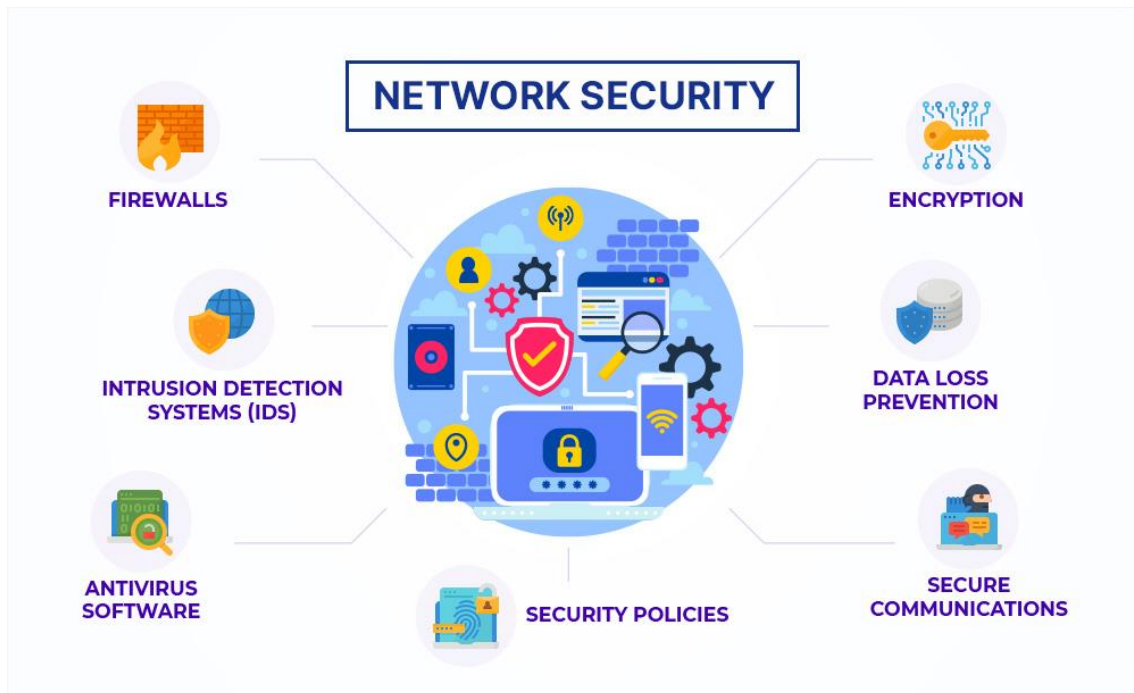 NETWORK SECURITY
FIREWALLS
ENCRYPTION
INTRUSION DETECTION
SYSTEMS (IDS)
DATA LOSS
PREVENTION
ANTIVIRUS
SOFTWARE
SECURITY POLICIES
SECURE
COMMUNICATIONS